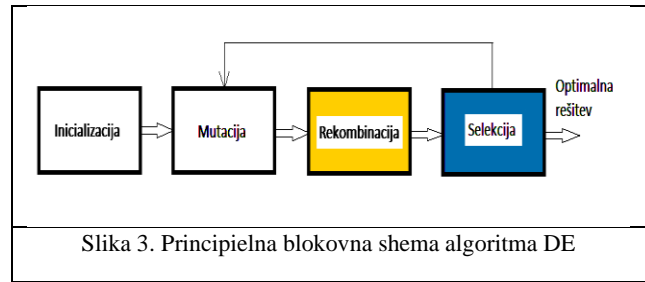 Inicializacija
Mutacija
Rekombinacija
Selekcija
Optimalna
rešitev
Slika 3. Principielna blokovna shema algoritma DE